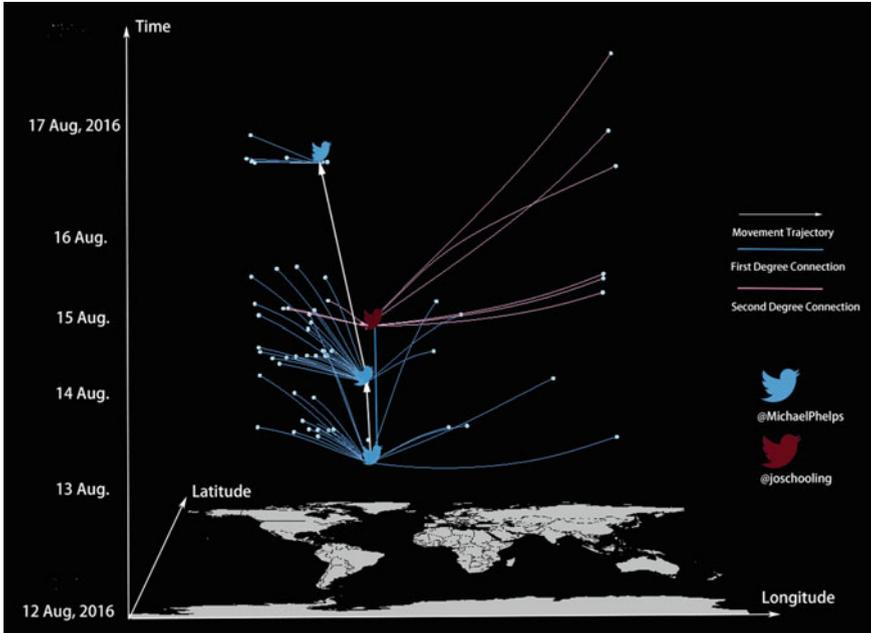 Time
17 Aug, 2016
16 Aug.
15 Aug.
14 Aug.
13 Aug.
12 Aug, 2016
Latitude
Longitude
Movement Trajectory
First Degree Connection
Second Degree Connection
@MichaelPhelps
@joschooling